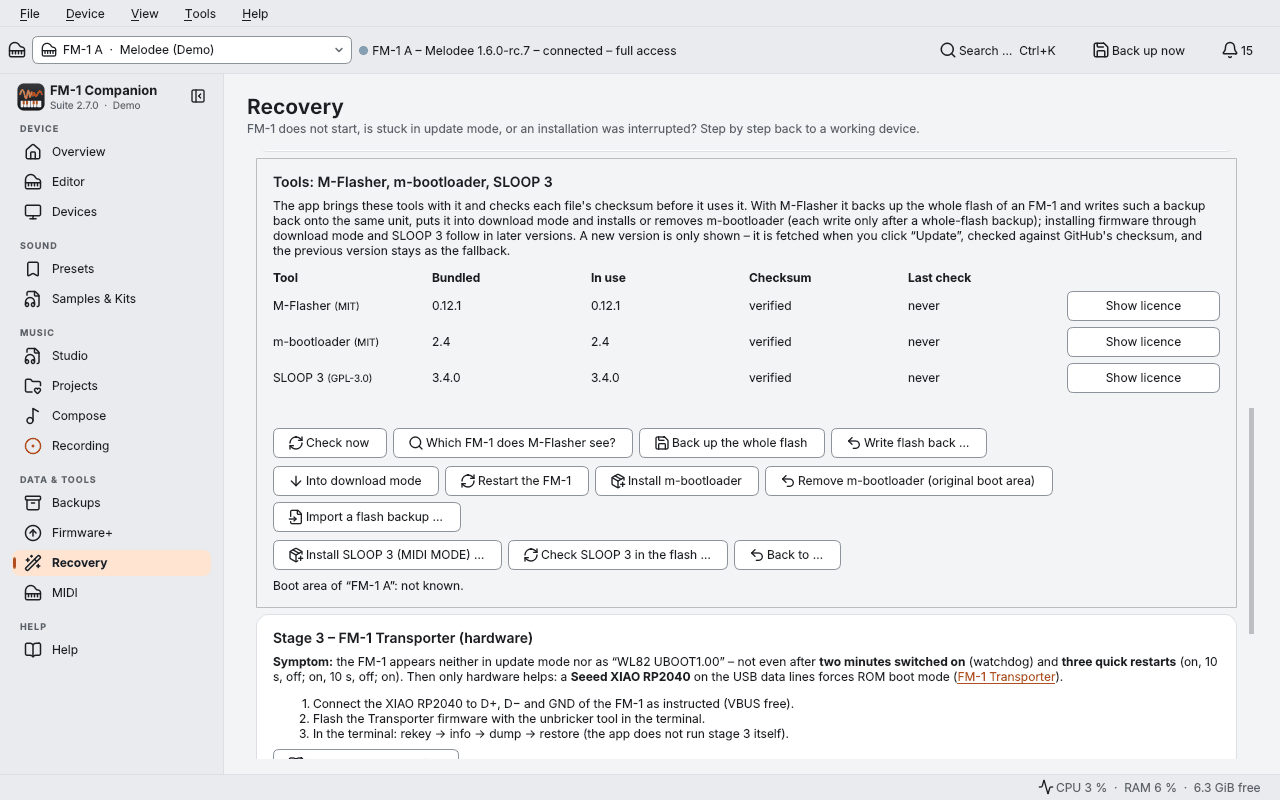 File Device View Tools Help
FM-1 A · Melodee (Demo)
FM-1 A – Melodee 1.6.0-rc.7 – connected – full access
Search ... Ctrl+K
Back up now
15
FM-1 Companion
Suite 2.7.0 · Demo
DEVICE
Overview
Editor
Devices
SOUND
Presets
Samples & Kits
MUSIC
Studio
Projects
Compose
Recording
DATA & TOOLS
Backups
Firmware+
Recovery
MIDI
HELP
Help
Recovery
FM-1 does not start, is stuck in update mode, or an installation was interrupted? Step by step back to a working device.
Tools: M-Flasher, m-bootloader, SLOOP 3
The app brings these tools with it and checks each file's checksum before it uses it. With M-Flasher it backs up the whole flash of an FM-1 and writes such a backup
back onto the same unit, puts it into download mode and installs or removes m-bootloader (each write only after a whole-flash backup); installing firmware through
download mode and SLOOP 3 follow in later versions. A new version is only shown – it is fetched when you click “Update”, checked against GitHub's checksum, and
the previous version stays as the fallback.
Tool Bundled In use Checksum Last check
M-Flasher (MIT) 0.12.1 0.12.1 verified never Show licence
m-bootloader (MIT) 2.4 2.4 verified never Show licence
SLOOP 3 (GPL-3.0) 3.4.0 3.4.0 verified never Show licence
Check now Which FM-1 does M-Flasher see? Back up the whole flash Write flash back ...
Into download mode Restart the FM-1 Install m-bootloader Remove m-bootloader (original boot area)
Import a flash backup ...
Install SLOOP 3 (MIDI MODE) ... Check SLOOP 3 in the flash ... Back to ...
Boot area of “FM-1 A”: not known.
Stage 3 – FM-1 Transporter (hardware)
Symptom: the FM-1 appears neither in update mode nor as “WL82 UBOOT1.00” – not even after two minutes switched on (watchdog) and three quick restarts (on, 10
s, off; on, 10 s, off; on). Then only hardware helps: a Seeed XIAO RP2040 on the USB data lines forces ROM boot mode (FM-1 Transporter).
1. Connect the XIAO RP2040 to D+, D− and GND of the FM-1 as instructed (VBUS free).
2. Flash the Transporter firmware with the unbricker tool in the terminal.
3. In the terminal: rekey → info → dump → restore (the app does not run stage 3 itself).
CPU 3 % · RAM 6 % · 6.3 GiB free